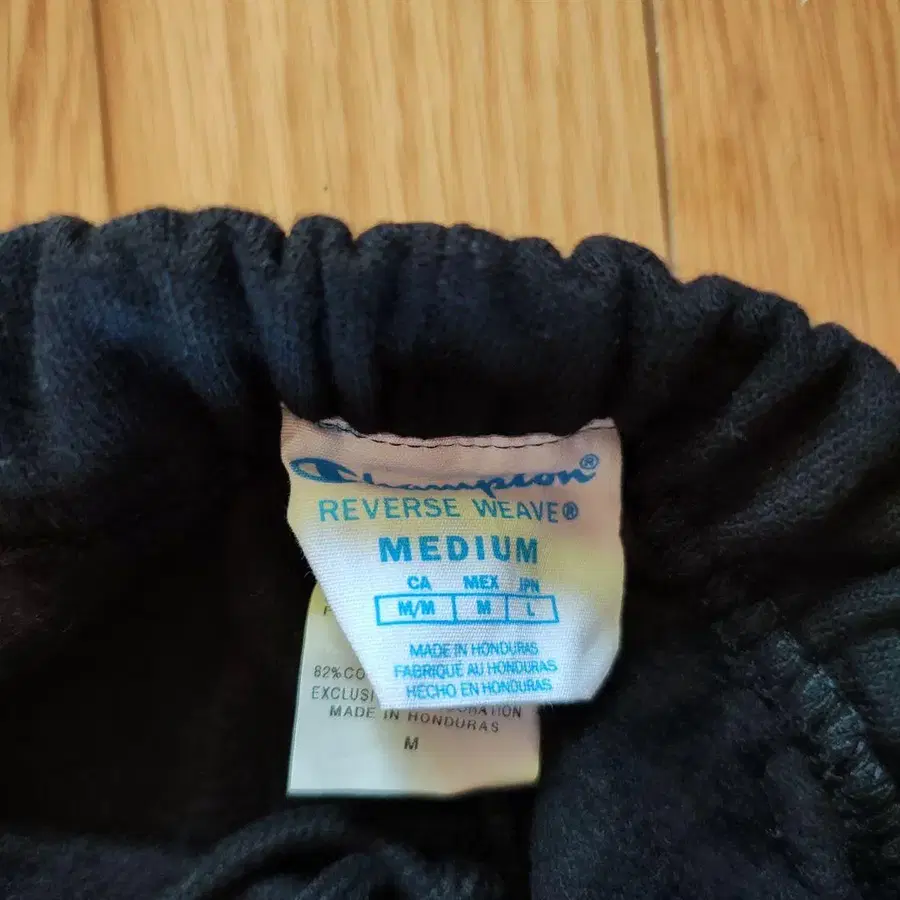 Champion®
REVERSE WEAVE®
MEDIUM
CA MEX JPN
M/M M L
MADE IN HONDURAS
FABRIQUÉ AU HONDURAS
HECHO EN HONDURAS
82%CO
EXCLUSI ORATION
MADE IN HONDURAS
M